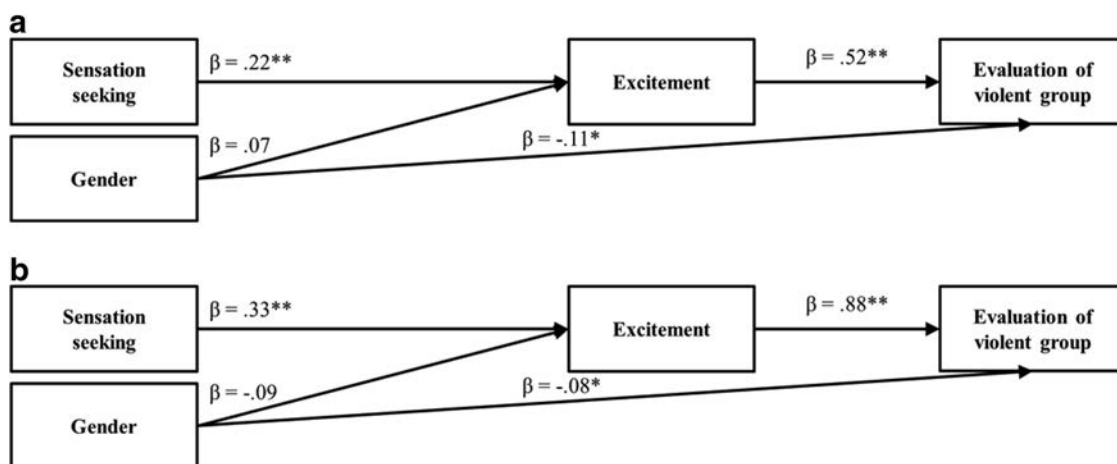 a
Sensation
seeking
β = .22**
Excitement
β = .52**
Evaluation of
violent group
Gender
β = .07
β = -.11*
b
Sensation
seeking
β = .33**
Excitement
β = .88**
Evaluation of
violent group
Gender
β = -.09
β = -.08*